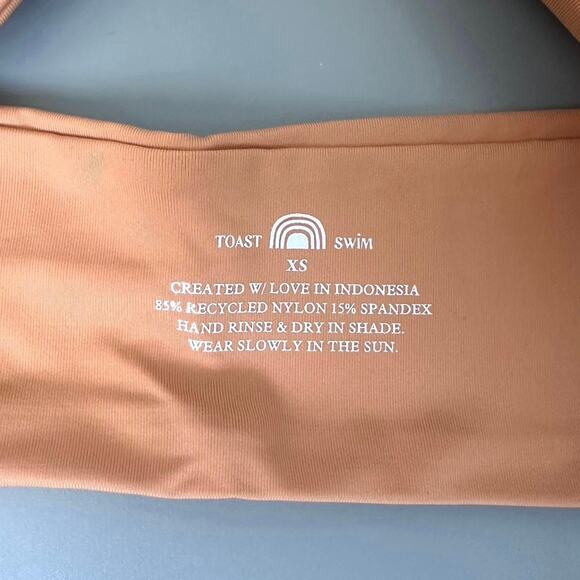 TOAST SWiM
XS
CREATED W/ LOVE IN INDONESIA
85% RECYCLED NYLON 15% SPANDEX
HAND RINSE & DRY IN SHADE.
WEAR SLOWLY IN THE SUN.